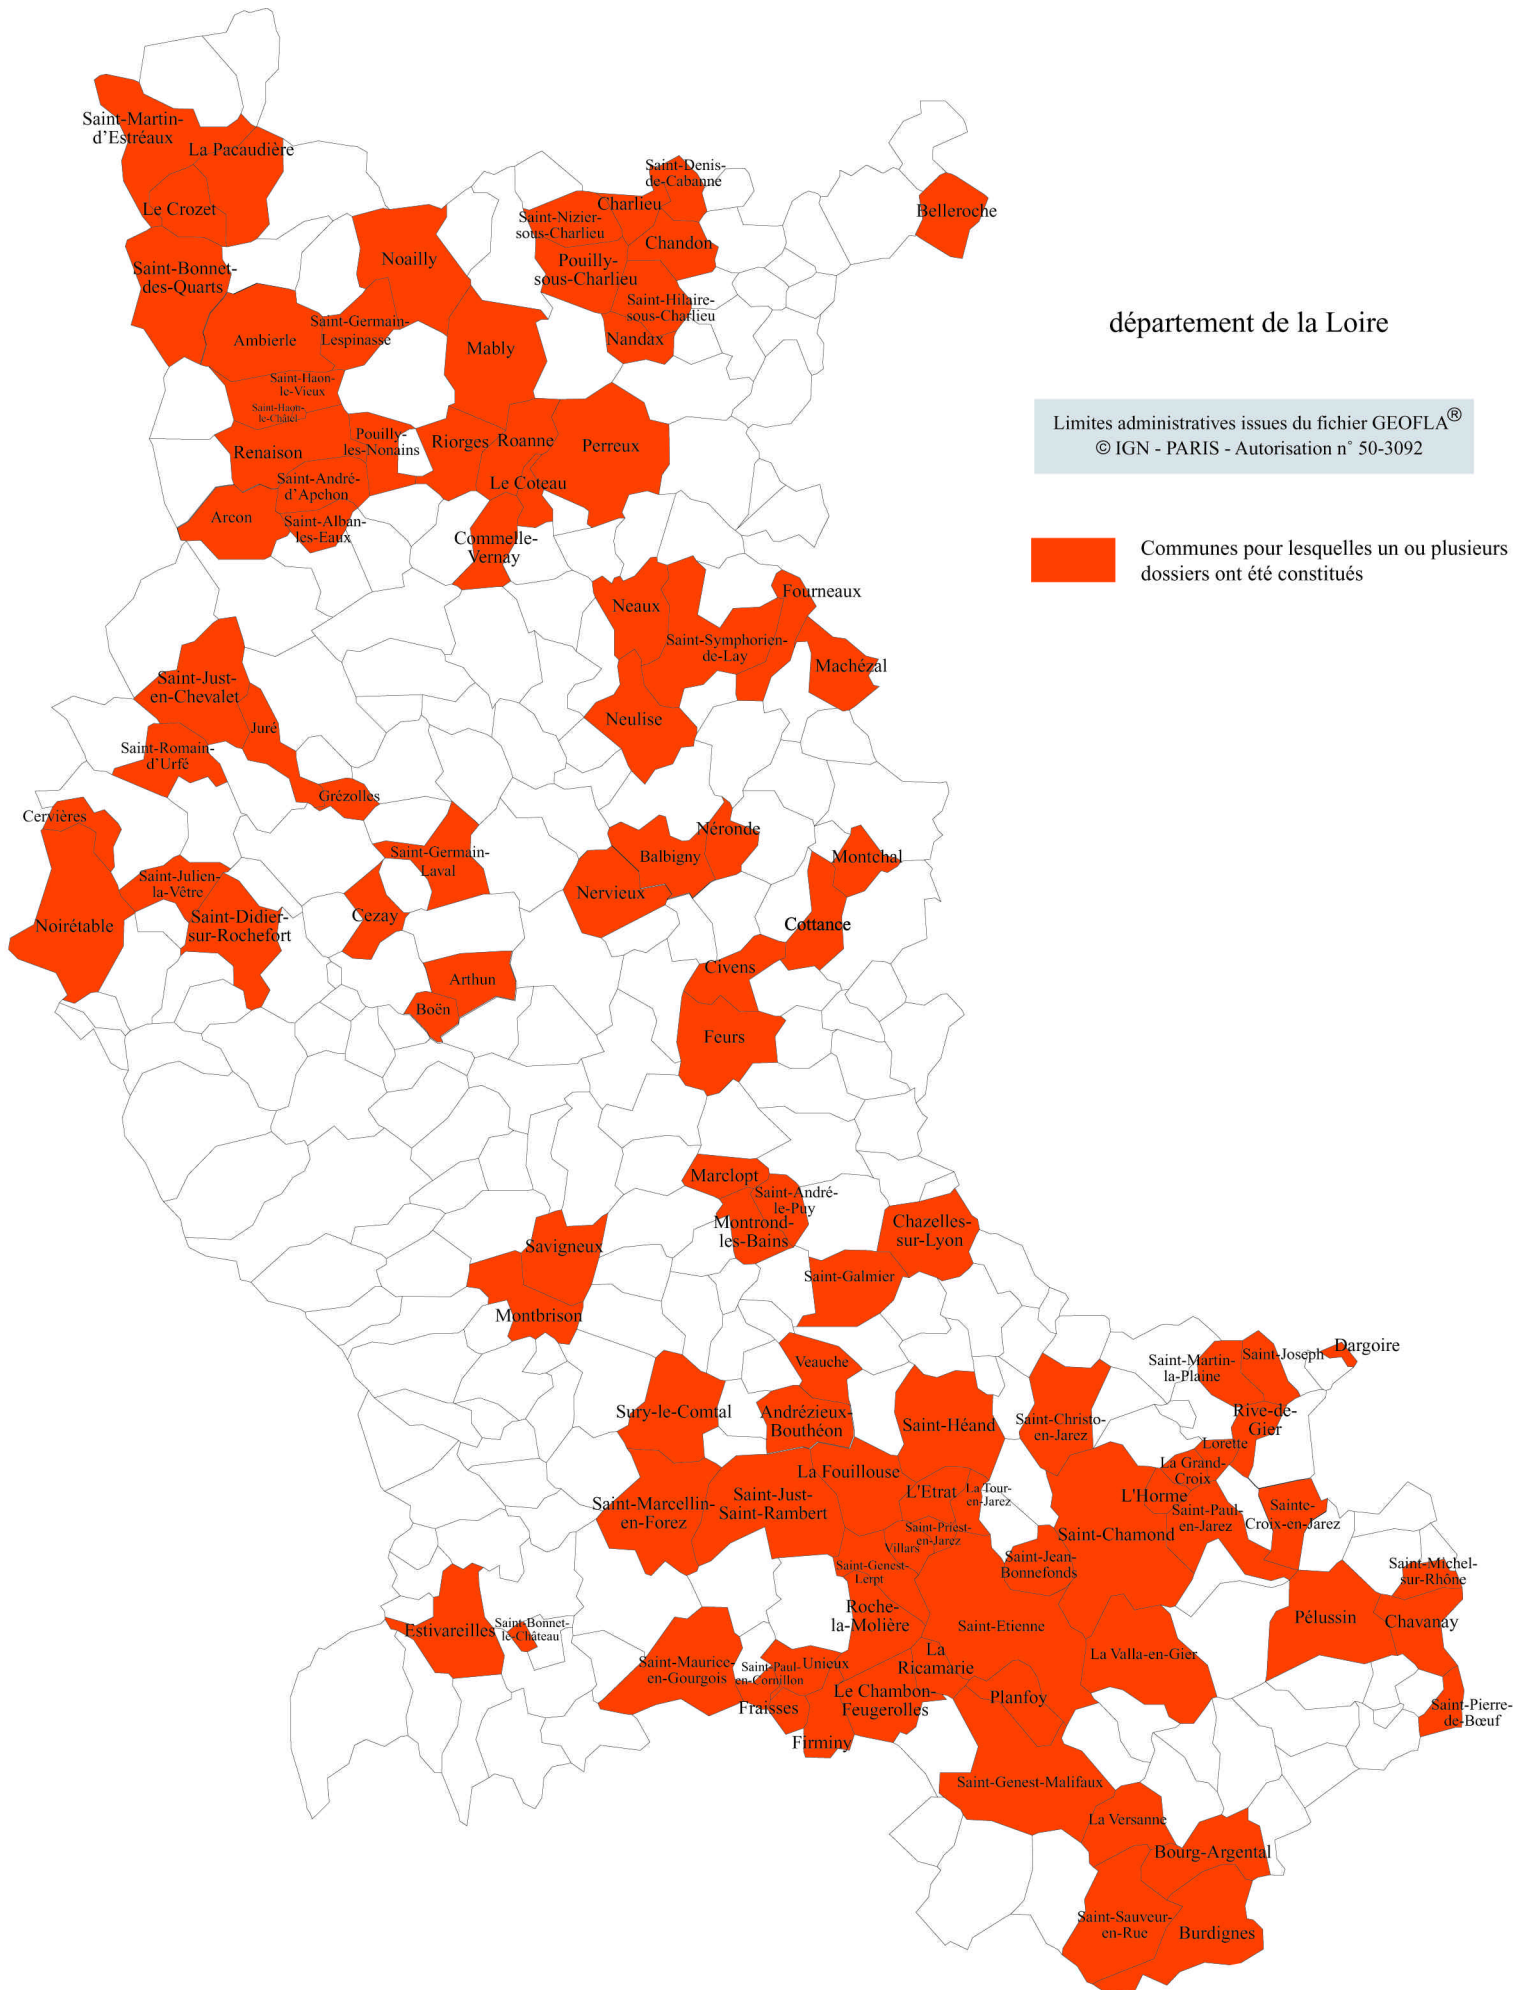 Saint-Martin-
d'Estréaux
La Pacaudière
Le Crozet
Saint-Bonnet-
des-Quarts
Noailly
Saint-Denis-
de-Cabanne
Charlieu
Saint-Nizier-
sous-Charlieu
Chandon
Pouilly-
sous-Charlieu
Saint-Hilaire-
sous-Charlieu
Nandax
Belleroche
département de la Loire
Limites administratives issues du fichier GEOFLA®
© IGN - PARIS - Autorisation n° 50-3092
Communes pour lesquelles un ou plusieurs
dossiers ont été constitués
Ambierle
Saint-Germain-
Lespinasse
Mably
Saint-Haon-
le-Vieux
Saint-Haon-
le-Châtel
Renaison
Pouilly-
les-Nonains
Riorges
Roanne
Perreux
Le Coteau
Saint-André-
d'Apchon
Arcon
Saint-Alban-
les-Eaux
Commelle-
Vernay
Neaux
Fourneaux
Saint-Symphorien-
de-Lay
Machézal
Neulise
Saint-Just-
en-Chevalet
Juré
Saint-Romain-
d'Urfé
Grézolles
Cervières
Saint-Germain-
Laval
Néronde
Balbigny
Montchal
Nervieux
Saint-Julien-
la-Vêtre
Noirétable
Saint-Didier-
sur-Rochefort
Cezay
Cottance
Civens
Arthun
Boën
Feurs
Marclopt
Saint-André-
le-Puy
Montrond-
les-Bains
Chazelles-
sur-Lyon
Savigneux
Saint-Galmier
Montbrison
Veauche
Saint-Martin-
la-Plaine
Saint-Joseph
Dargoire
Sury-le-Comtal
Andrézieux-
Bouthéon
Saint-Héand
Saint-Christo-
en-Jarez
Rive-de-
Gier
Lorette
La Grand-
Croix
La Fouillouse
L'Etrat
La Tour-
en-Jarez
L'Horme
Saint-Marcellin-
en-Forez
Saint-Just-
Saint-Rambert
Saint-Paul-
en-Jarez
Sainte-
Croix-en-Jarez
Saint-Chamond
Saint-Priest-
en-Jarez
Villars
Saint-Jean-
Bonnefonds
Saint-Genest-
Lerpt
Saint-Michel-
sur-Rhône
Roche-
la-Molière
Saint-Etienne
Pélussin
Chavanay
Estivareilles
Saint-Bonnet-
le-Château
La
Ricamarie
La Valla-en-Gier
Saint-Maurice-
en-Gourgois
Saint-Paul-
en-Cornillon
Unieux
Le Chambon-
Feugerolles
Planfoy
Fraisses
Saint-Pierre-
de-Bœuf
Firminy
Saint-Genest-Malifaux
La Versanne
Bourg-Argental
Saint-Sauveur-
en-Rue
Burdignes